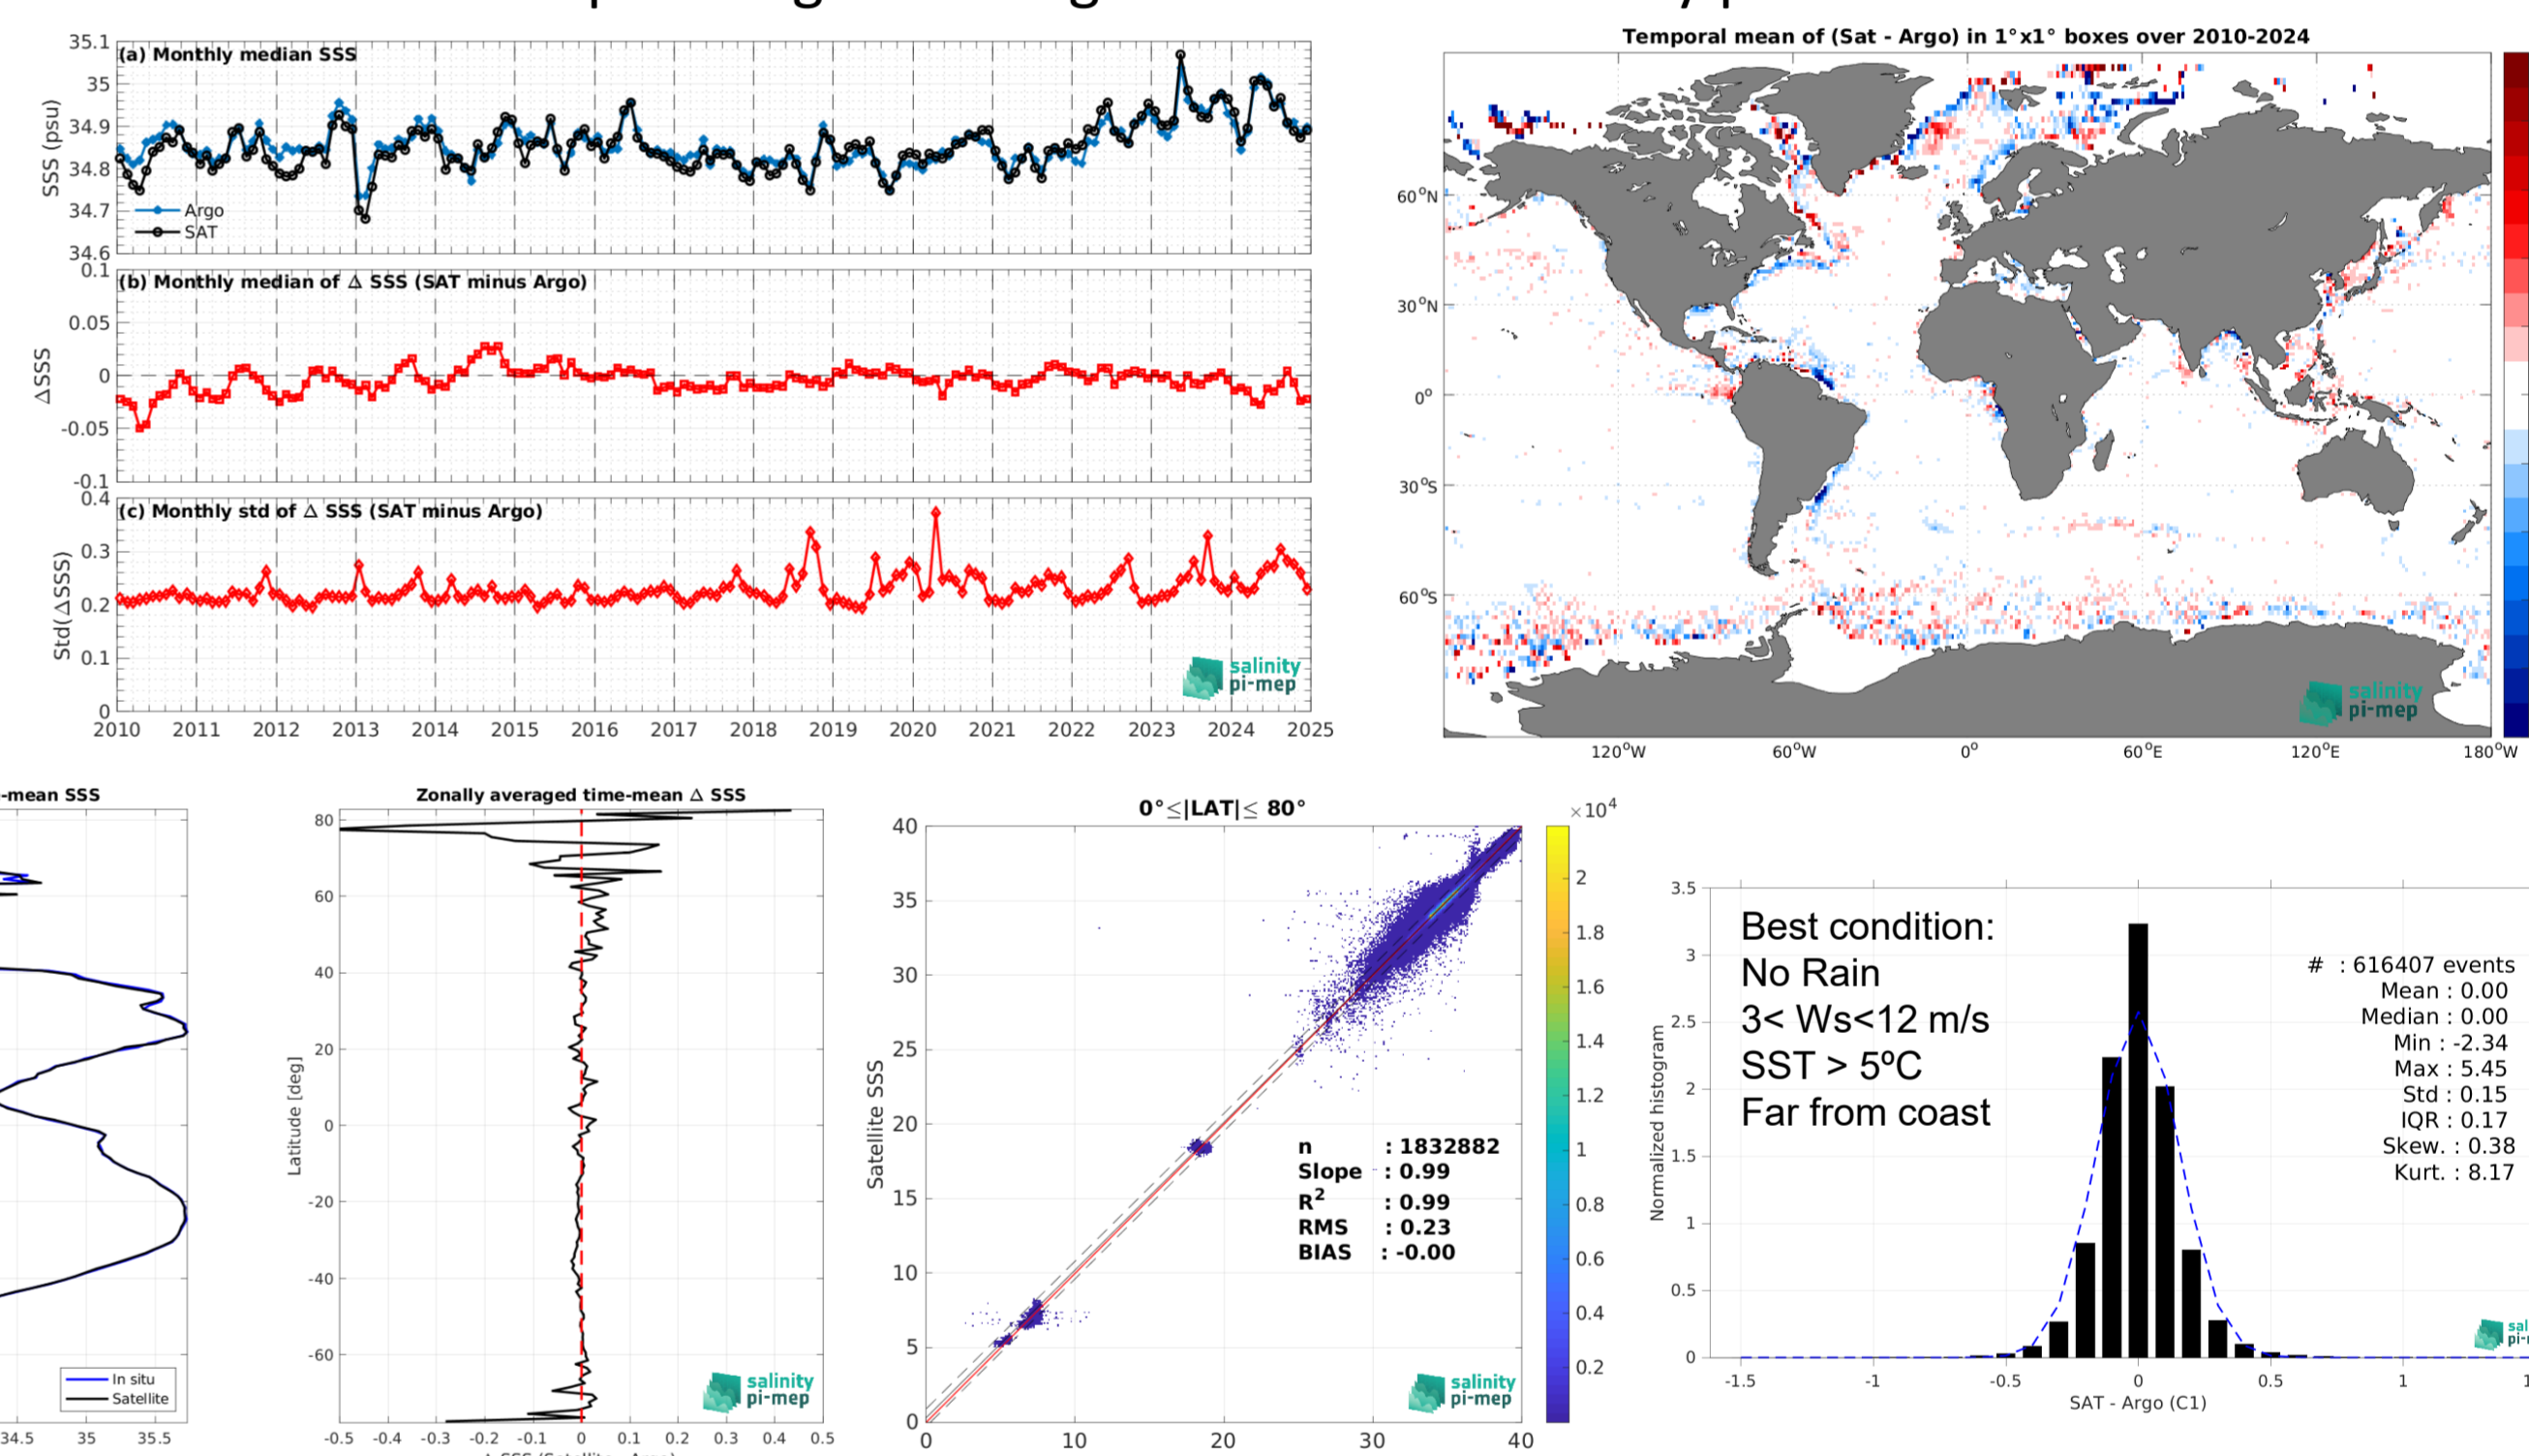 (a) Monthly median SSS
SSS (psu)
35.1
35
34.9
34.8
34.7
34.6
Argo
SAT
(b) Monthly median of Δ SSS (SAT minus Argo)
ΔSSS
0.1
0.05
0
-0.05
-0.1
(c) Monthly std of Δ SSS (SAT minus Argo)
Std(ΔSSS)
0.4
0.3
0.2
0.1
0
2010 2011 2012 2013 2014 2015 2016 2017 2018 2019 2020 2021 2022 2023 2024 2025
salinity
pi-mep
Temporal mean of (Sat - Argo) in 1°x1° boxes over 2010-2024
60°N
30°N
0°
30°S
60°S
120°W 60°W 0° 60°E 120°E 180°W
salinity
pi-mep
-mean SSS
In situ
Satellite
34.5 35 35.5
Zonally averaged time-mean Δ SSS
Latitude [deg]
80
60
40
20
0
-20
-40
-60
-0.5 -0.4 -0.3 -0.2 -0.1 0 0.1 0.2 0.3 0.4 0.5
salinity
pi-mep
0°≤|LAT|≤ 80°
Satellite SSS
40
35
30
25
20
15
10
5
0
0 10 20 30 40
n : 1832882
Slope : 0.99
R² : 0.99
RMS : 0.23
BIAS : -0.00
salinity
pi-mep
×10⁴
2
1.8
1.6
1.4
1.2
1
0.8
0.6
0.4
0.2
Normalized histogram
3.5
3
2.5
2
1.5
1
0.5
0
Best condition:
No Rain
3< Ws<12 m/s
SST > 5ºC
Far from coast
# : 616407 events
Mean : 0.00
Median : 0.00
Min : -2.34
Max : 5.45
Std : 0.15
IQR : 0.17
Skew. : 0.38
Kurt. : 8.17
-1.5 -1 -0.5 0 0.5 1
SAT - Argo (C1)